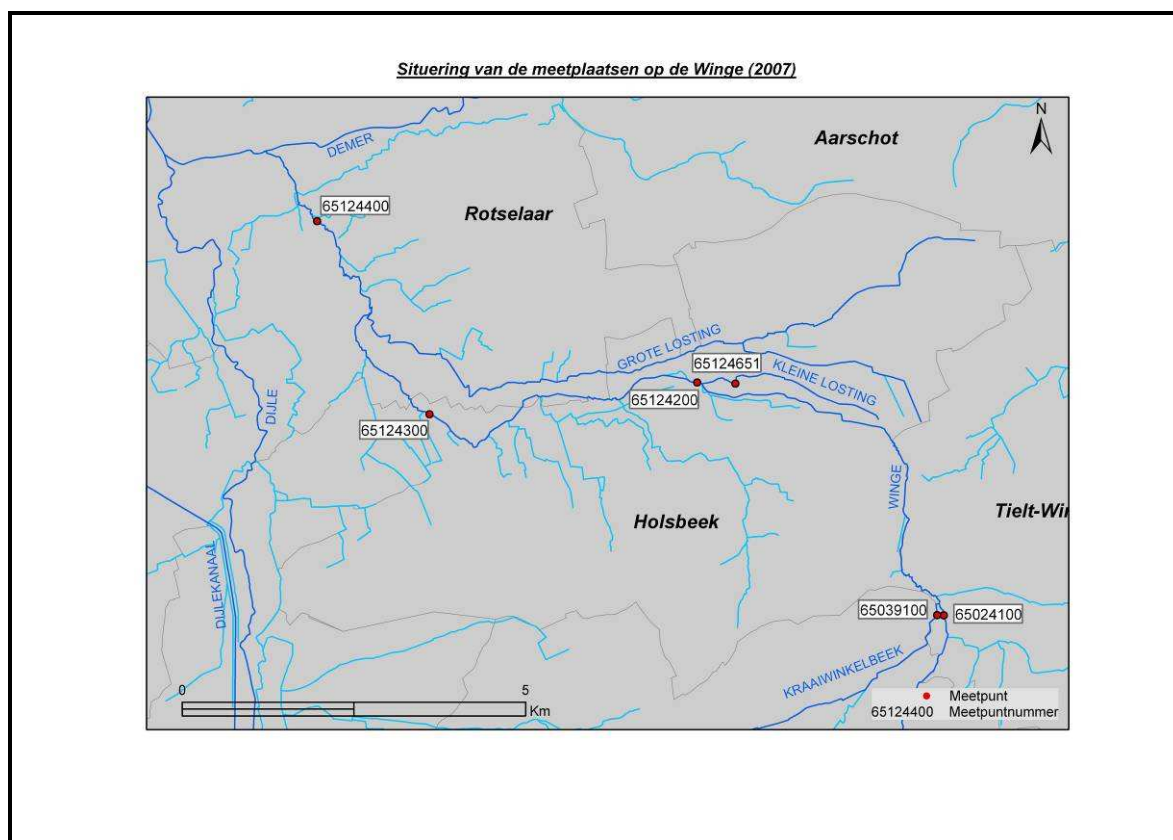 Situering van de meetplaatsen op de Winge (2007)
N
Aarschot
DEMER
65124400
Rotselaar
GROTE LOSTING
65124651
KLEINE LOSTING
65124200
DIJLE
65124300
WINGE
Holsbeek
Tielt-Win
DIJLEKANAAL
65039100
65024100
KRAAIWINKELBEEK
0 5
Km
Meetpunt
65124400 Meetpuntnummer